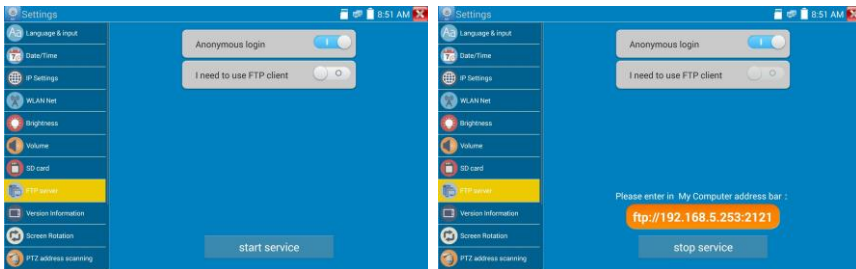 Settings
8:51 AM
Language & input
Date/Time
IP Settings
WLAN Net
Brightness
Volume
SD card
FTP server
Version Information
Screen Rotation
PTZ address scanning
Anonymous login
I need to use FTP client
start service
Settings
8:51 AM
Language & input
Date/Time
IP Settings
WLAN Net
Brightness
Volume
SD card
FTP server
Version Information
Screen Rotation
PTZ address scanning
Anonymous login
I need to use FTP client
Please enter in My Computer address bar :
ftp://192.168.5.253:2121
stop service